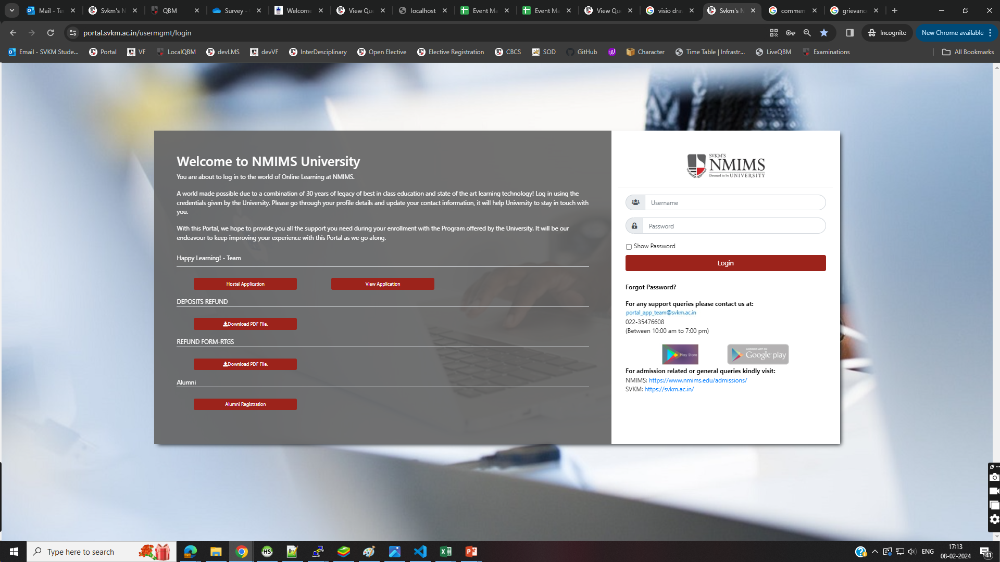 Mail - Te
Svkm's N
QBM
Survey -
Welcome
View Que
localhost
Event Ma
Event Ma
View Que
visio dra
Svkm's N
commen
grievanc
portal.svkm.ac.in/usermgmt/login
Incognito
New Chrome available
Email - SVKM Stude...
Portal
VF
LocalQBM
devLMS
devVF
InterDesciplinary
Open Elective
Elective Registration
CBCS
SOD
GitHub
Character
Time Table | Infrastr...
LiveQBM
Examinations
All Bookmarks
Welcome to NMIMS University
You are about to log in to the world of Online Learning at NMIMS.
A world made possible due to a combination of 30 years of legacy of best in class education and state of the art learning technology! Log in using the
credentials given by the University. Please go through your profile details and update your contact information, it will help University to stay in touch with
you.
With this Portal, we hope to provide you all the support you need during your enrollment with the Program offered by the University. It will be our
endeavour to keep improving your experience with this Portal as we go along.
Happy Learning! - Team
Hostel Application
View Application
DEPOSITS REFUND
Download PDF File.
REFUND FORM-RTGS
Download PDF File.
Alumni
Alumni Registration
SVKM'S
NMIMS
Deemed to be UNIVERSITY
Username
Password
Show Password
Login
Forgot Password?
For any support queries please contact us at:
portal_app_team@svkm.ac.in
022-35476608
(Between 10:00 am to 7:00 pm)
Play Store
ANDROID APP ON
Google play
For admission related or general queries kindly visit:
NMIMS: https://www.nmims.edu/admissions/
SVKM: https://svkm.ac.in/
Type here to search
HS
ENG
17:13
08-02-2024
41